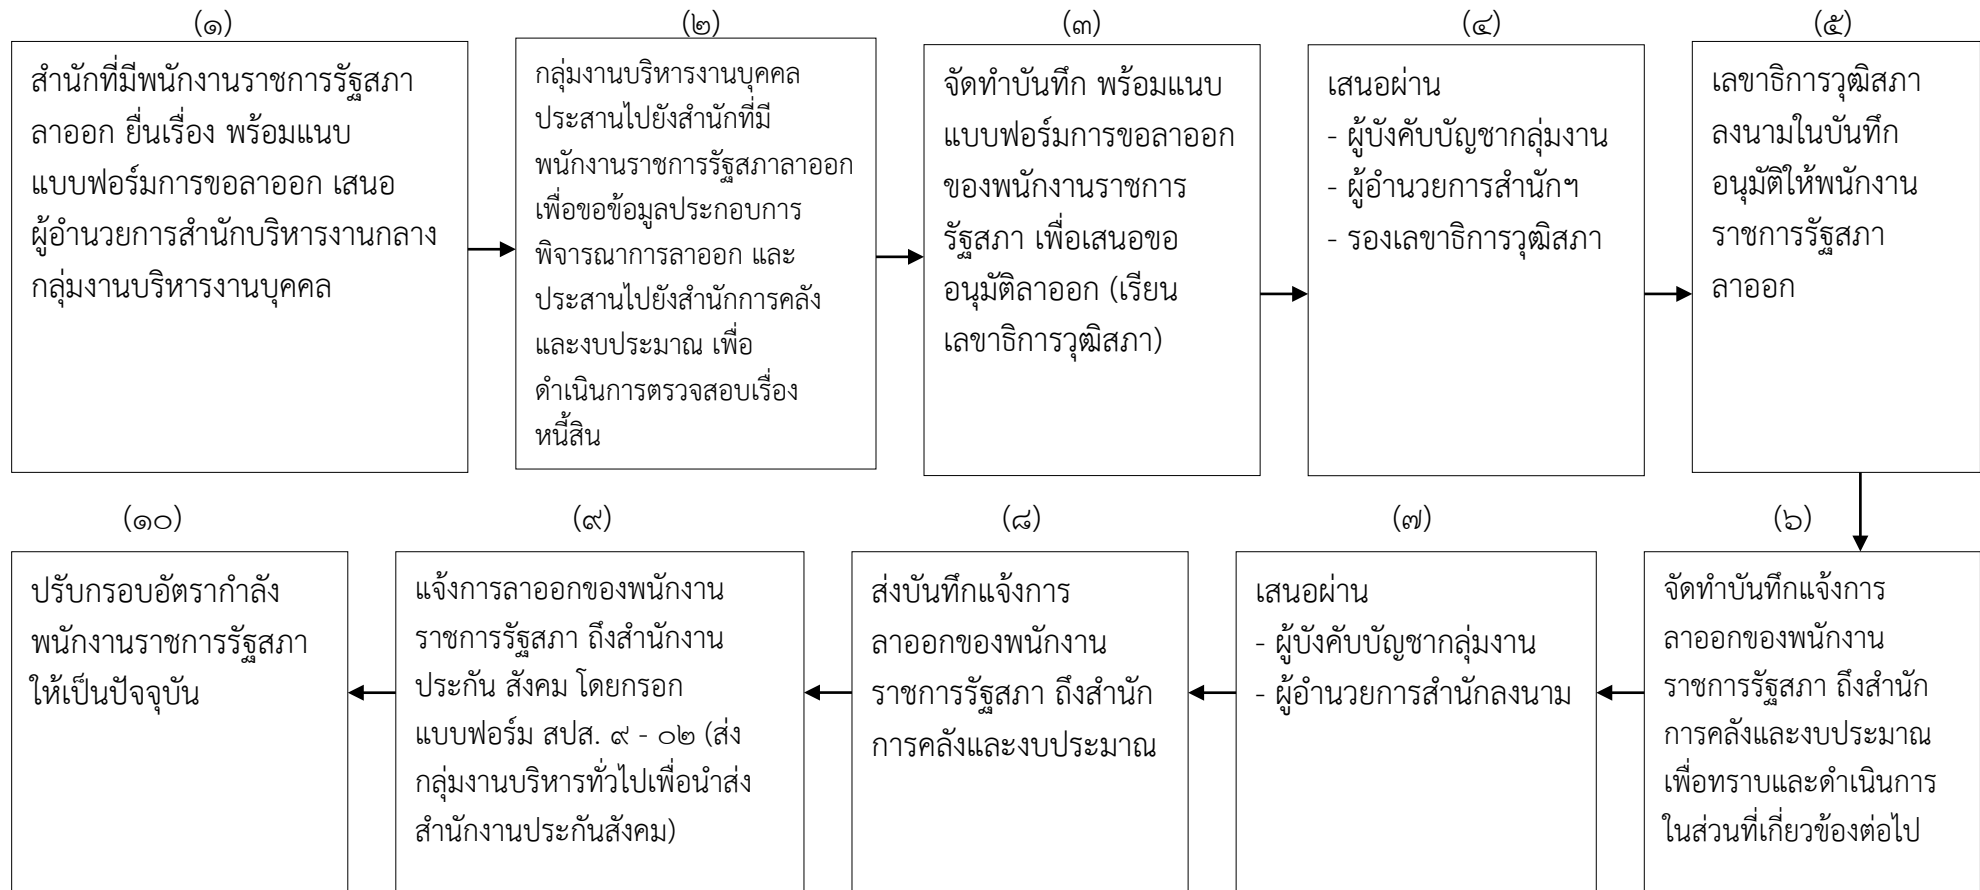 (๑)
สำนักที่มีพนักงานราชการรัฐสภา
ลาออก ยื่นเรื่อง พร้อมแนบ
แบบฟอร์มการขอลาออก เสนอ
ผู้อำนวยการสำนักบริหารงานกลาง
กลุ่มงานบริหารงานบุคคล
(๒)
กลุ่มงานบริหารงานบุคคล
ประสานไปยังสำนักที่มี
พนักงานราชการรัฐสภาลาออก
เพื่อขอข้อมูลประกอบการ
พิจารณาการลาออก และ
ประสานไปยังสำนักการคลัง
และงบประมาณ เพื่อ
ดำเนินการตรวจสอบเรื่อง
หนี้สิน
(๓)
จัดทำบันทึก พร้อมแนบ
แบบฟอร์มการขอลาออก
ของพนักงานราชการ
รัฐสภา เพื่อเสนอขอ
อนุมัติลาออก (เรียน
เลขาธิการวุฒิสภา)
(๔)
เสนอผ่าน
- ผู้บังคับบัญชากลุ่มงาน
- ผู้อำนวยการสำนักฯ
- รองเลขาธิการวุฒิสภา
(๕)
เลขาธิการวุฒิสภา
ลงนามในบันทึก
อนุมัติให้พนักงาน
ราชการรัฐสภา
ลาออก
(๖)
จัดทำบันทึกแจ้งการ
ลาออกของพนักงาน
ราชการรัฐสภา ถึงสำนัก
การคลังและงบประมาณ
เพื่อทราบและดำเนินการ
ในส่วนที่เกี่ยวข้องต่อไป
(๗)
เสนอผ่าน
- ผู้บังคับบัญชากลุ่มงาน
- ผู้อำนวยการสำนักลงนาม
(๘)
ส่งบันทึกแจ้งการ
ลาออกของพนักงาน
ราชการรัฐสภา ถึงสำนัก
การคลังและงบประมาณ
(๙)
แจ้งการลาออกของพนักงาน
ราชการรัฐสภา ถึงสำนักงาน
ประกัน สังคม โดยกรอก
แบบฟอร์ม สปส. ๙ - ๐๒ (ส่ง
กลุ่มงานบริหารทั่วไปเพื่อนำส่ง
สำนักงานประกันสังคม)
(๑๐)
ปรับกรอบอัตรากำลัง
พนักงานราชการรัฐสภา
ให้เป็นปัจจุบัน